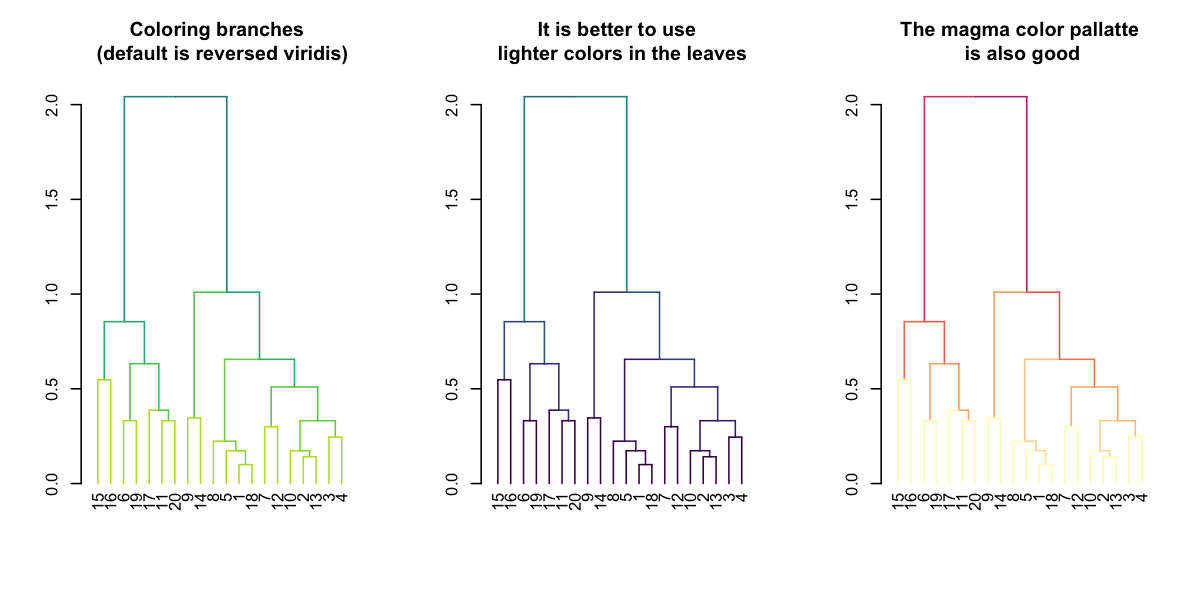 Coloring branches
(default is reversed viridis)
It is better to use
lighter colors in the leaves
The magma color pallatte
is also good
2.0
1.5
1.0
0.5
0.0
15 16 6 19 17 11 20 9 14 8 5 1 18 7 12 10 2 13 3 4
2.0
1.5
1.0
0.5
0.0
15 16 6 19 17 11 20 9 14 8 5 1 18 7 12 10 2 13 3 4
2.0
1.5
1.0
0.5
0.0
15 16 6 19 17 11 20 9 14 8 5 1 18 7 12 10 2 13 3 4